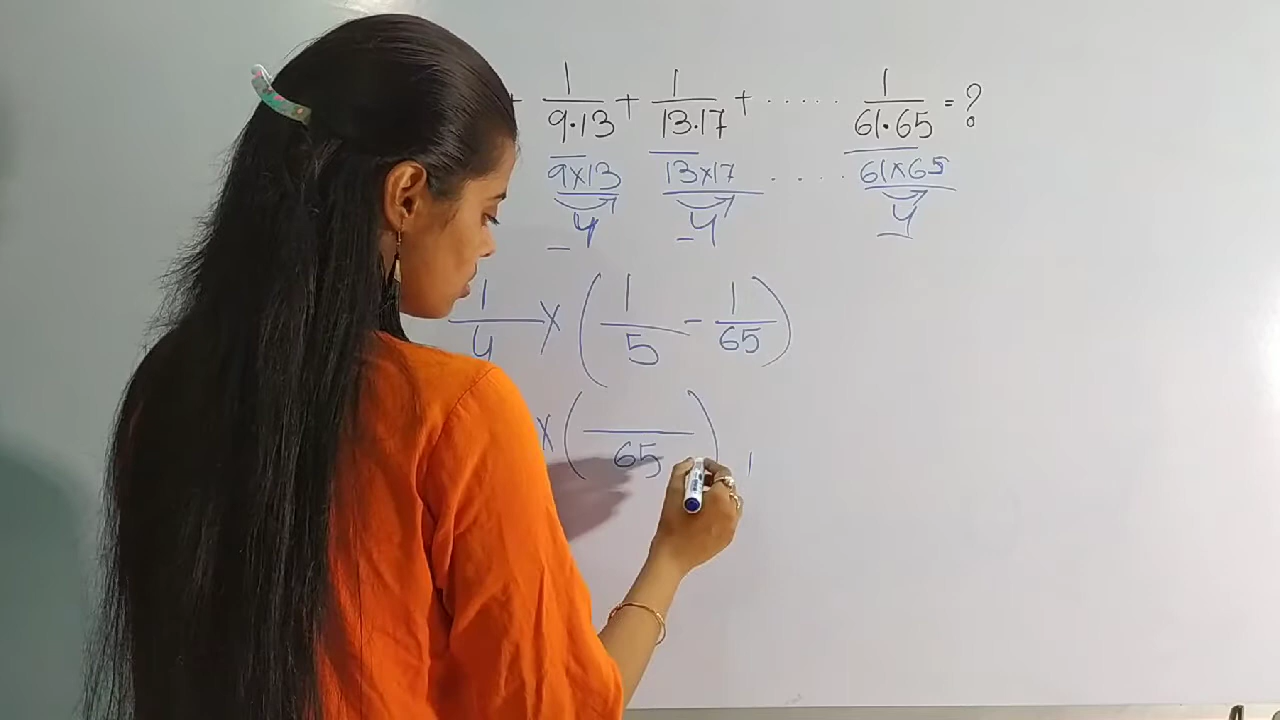 + 1/9·13 + 1/13·17 + ····· 1/61·65 = ?
9×13 13×17 ···· 61×65
4 4 4
1/4 × (1/5 - 1/65)
× ( /65)